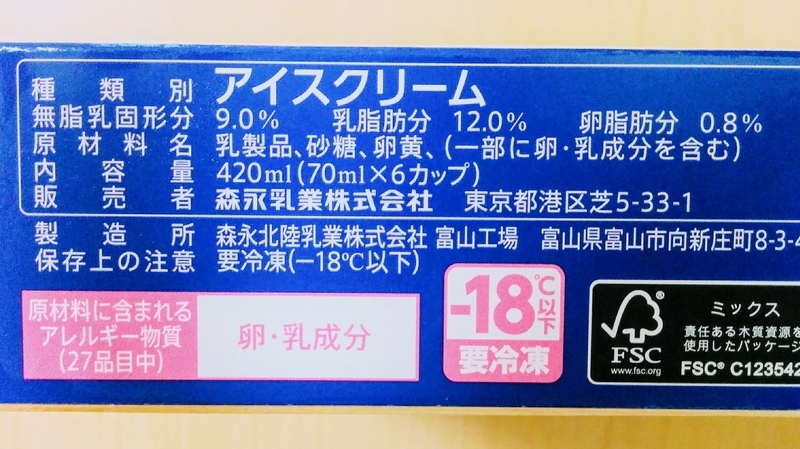 種類別 アイスクリーム
無脂乳固形分 9.0% 乳脂肪分 12.0% 卵脂肪分 0.8%
原材料名 乳製品、砂糖、卵黄、(一部に卵・乳成分を含む)
内容量 420ml(70ml×6カップ)
販売者 森永乳業株式会社 東京都港区芝5-33-1
製造所 森永北陸乳業株式会社 富山工場 富山県富山市向新庄町8-3-4
保存上の注意 要冷凍(−18℃以下)
原材料に含まれる
アレルギー物質
(27品目中)
卵・乳成分
-18℃以下
要冷凍
FSC
www.fsc.org
ミックス
責任ある木質資源を
使用したパッケージ
FSC® C123542